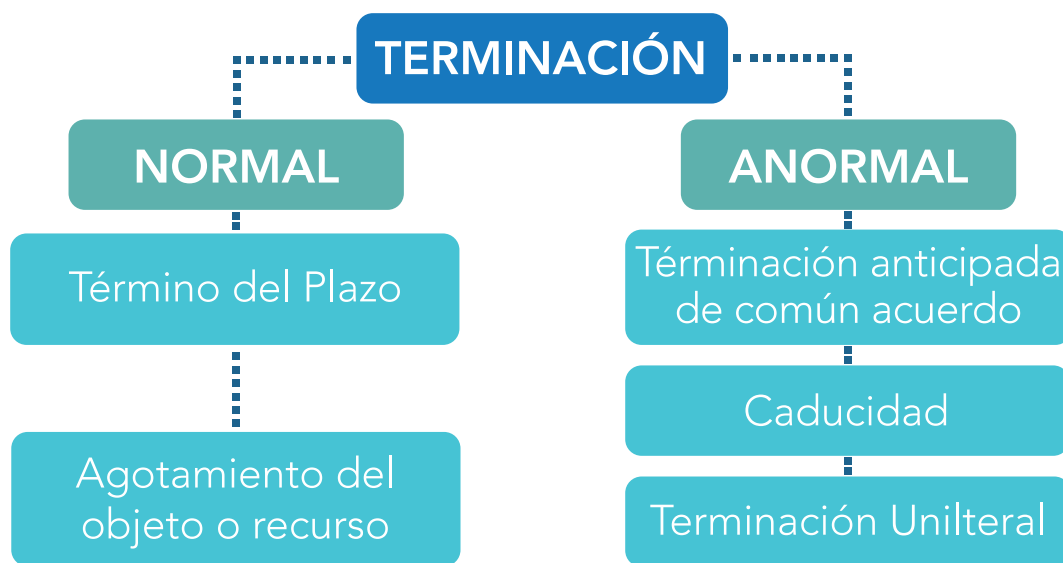 TERMINACIÓN
NORMAL
Término del Plazo
Agotamiento del
objeto o recurso
ANORMAL
Términación anticipada
de común acuerdo
Caducidad
Terminación Unilteral